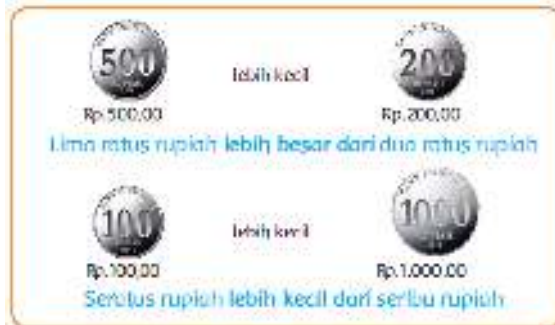 500 lebih kecil 200
Rp.500,00 Rp.200,00
Lima ratus rupiah lebih besar dari dua ratus rupiah
100 lebih kecil 1000
Rp.100,00 Rp.1.000,00
Seratus rupiah lebih kecil dari seribu rupiah